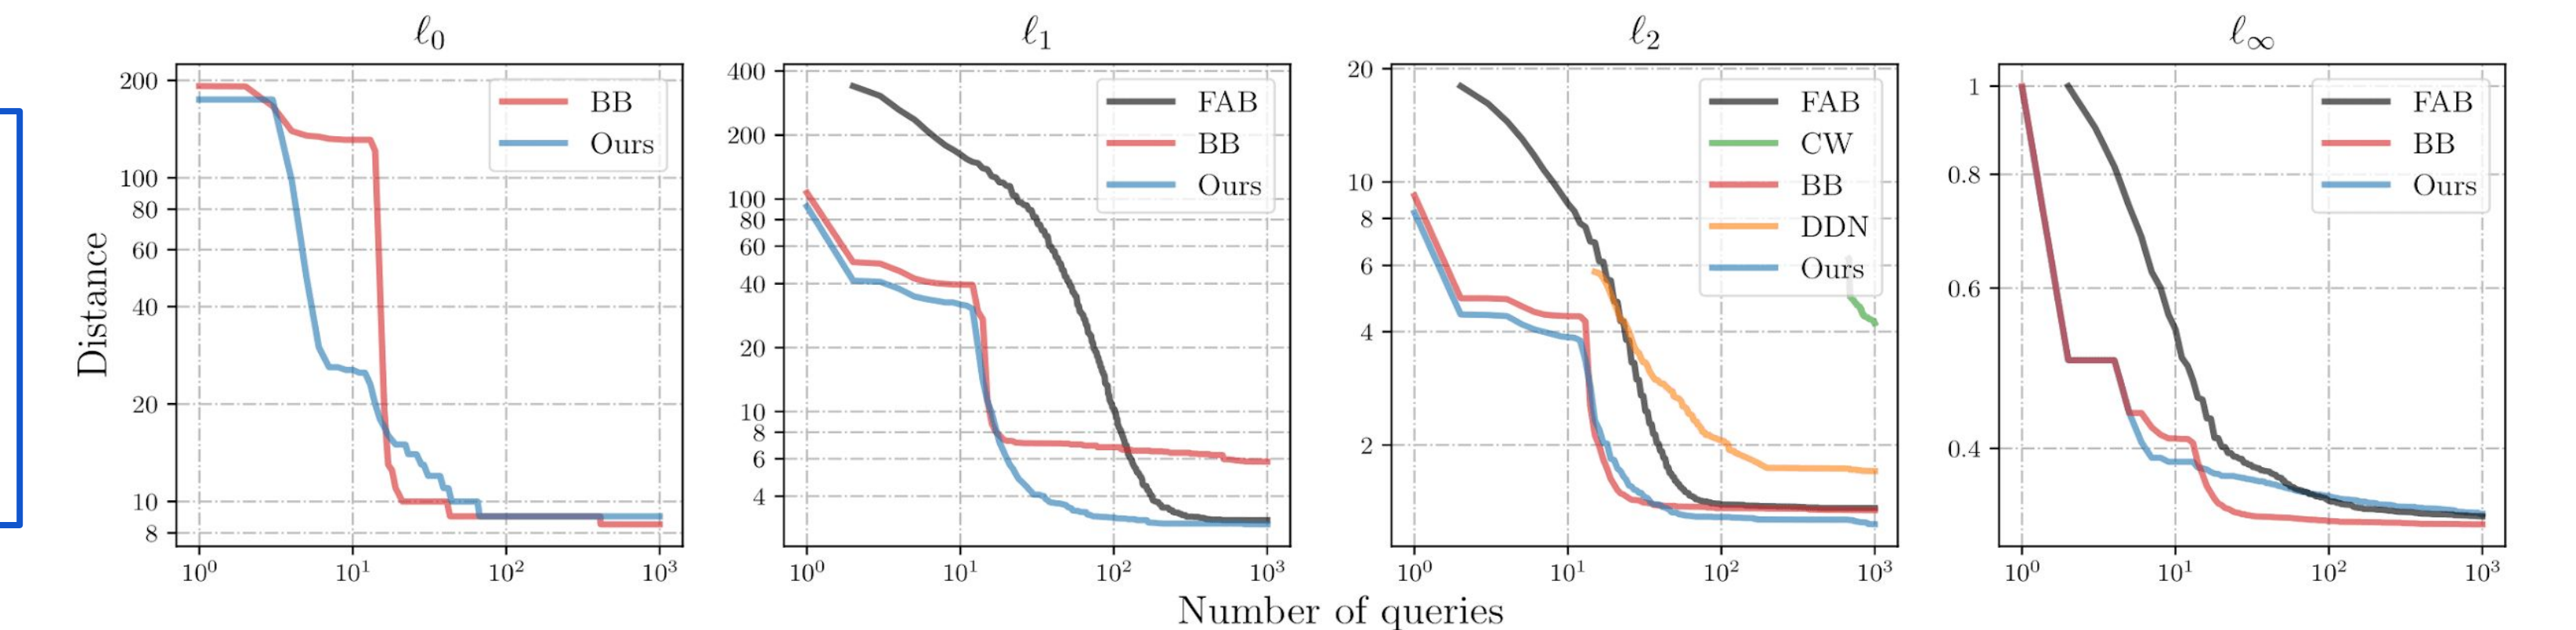 ℓ0
200
100
80
60
40
20
10
8
10^0
10^1
10^2
10^3
BB
Ours
Distance
ℓ1
400
200
100
80
60
40
20
10
8
6
4
10^0
10^1
10^2
10^3
FAB
BB
Ours
ℓ2
20
10
8
6
4
2
10^0
10^1
10^2
10^3
FAB
CW
BB
DDN
Ours
ℓ∞
1
0.8
0.6
0.4
10^0
10^1
10^2
10^3
FAB
BB
Ours
Number of queries